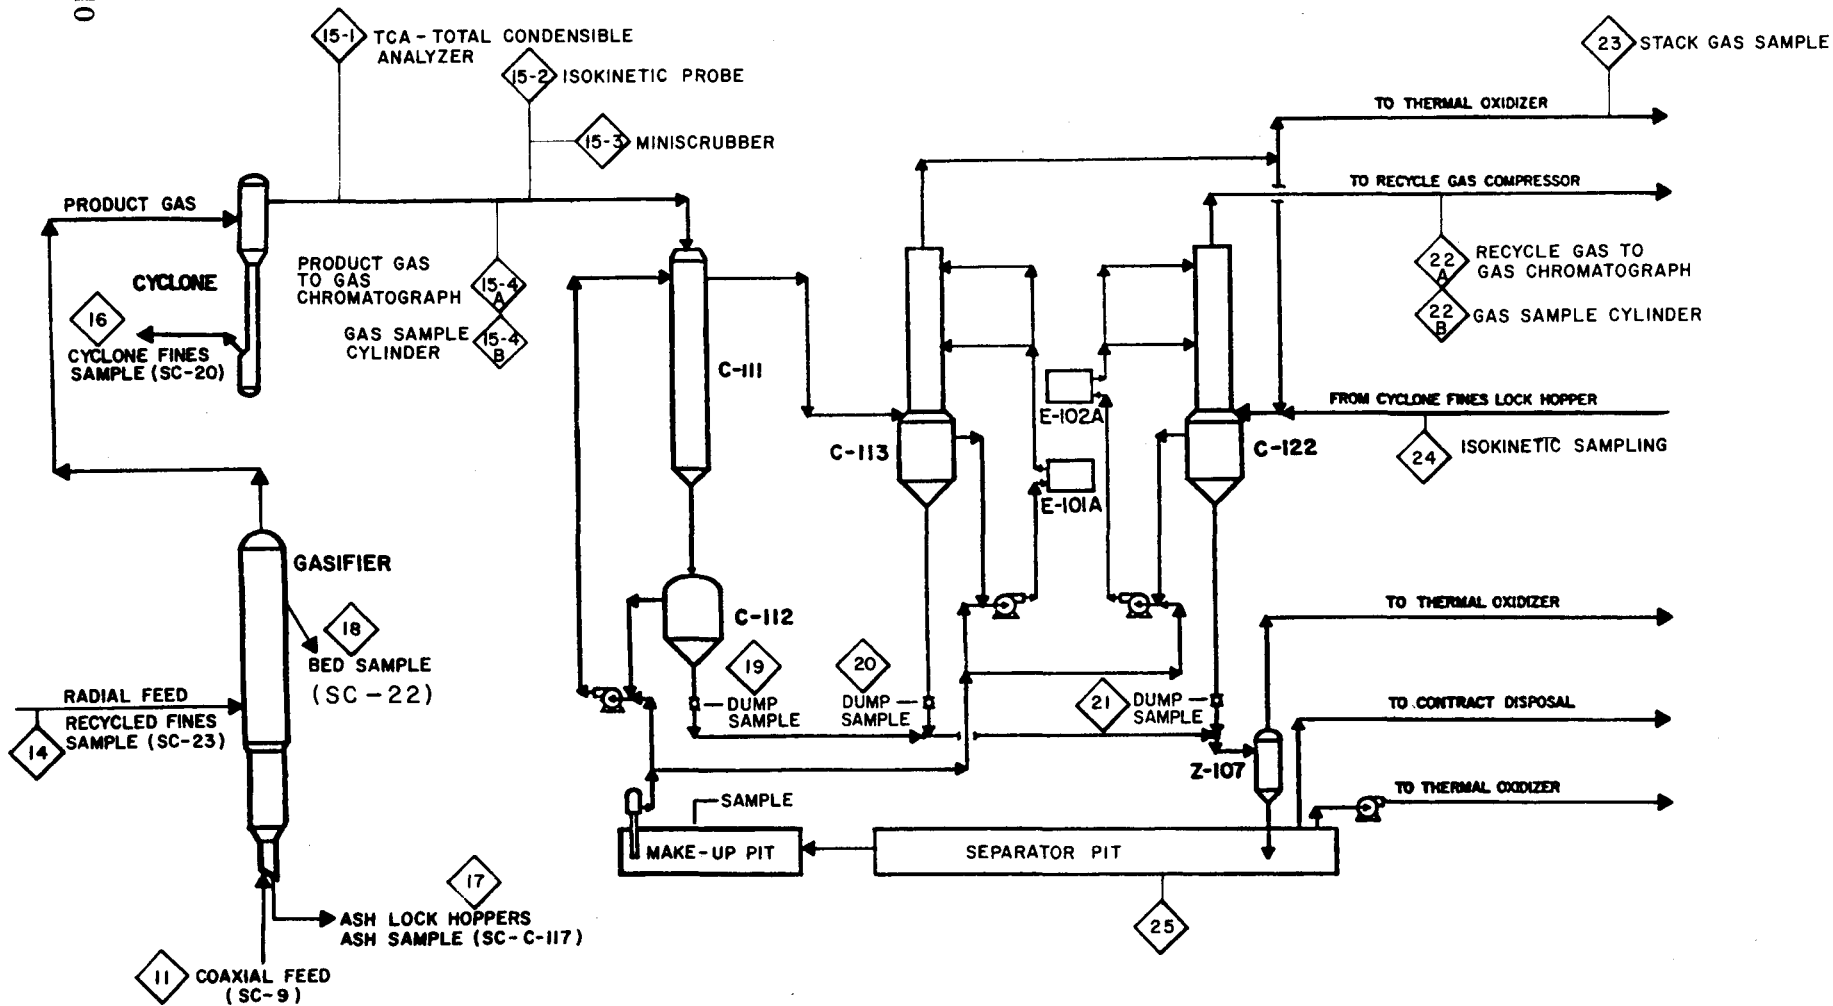 15-1
TCA - TOTAL CONDENSIBLE
ANALYZER
15-2
ISOKINETIC PROBE
15-3
MINISCRUBBER
23
STACK GAS SAMPLE
TO THERMAL OXIDIZER
TO RECYCLE GAS COMPRESSOR
PRODUCT GAS
CYCLONE
16
CYCLONE FINES
SAMPLE (SC-20)
PRODUCT GAS
TO GAS
CHROMATOGRAPH
15-4
A
GAS SAMPLE
CYLINDER
15-4
B
22
A
RECYCLE GAS TO
GAS CHROMATOGRAPH
22
B
GAS SAMPLE CYLINDER
C-111
E-102A
FROM CYCLONE FINES LOCK HOPPER
C-113
C-122
24
ISOKINETIC SAMPLING
E-101A
GASIFIER
18
BED SAMPLE
(SC-22)
C-112
TO THERMAL OXIDIZER
RADIAL FEED
RECYCLED FINES
SAMPLE (SC-23)
14
19
DUMP
SAMPLE
20
DUMP
SAMPLE
21
DUMP
SAMPLE
TO CONTRACT DISPOSAL
Z-107
TO THERMAL OXIDIZER
SAMPLE
MAKE-UP PIT
SEPARATOR PIT
17
ASH LOCK HOPPERS
ASH SAMPLE (SC-C-117)
25
11
COAXIAL FEED
(SC-9)